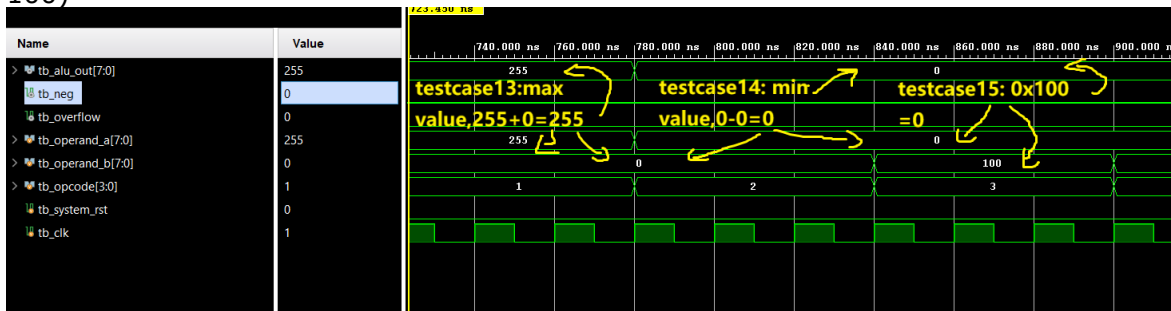 100)
723.450 ns
Name Value
740.000 ns 760.000 ns 780.000 ns 800.000 ns 820.000 ns 840.000 ns 860.000 ns 880.000 ns 900.000 n
tb_alu_out[7:0] 255 255 0
tb_neg 0 testcase13:max testcase14: min testcase15: 0x100
tb_overflow 0 value,255+0=255 value,0-0=0 =0
tb_operand_a[7:0] 255 255 0
tb_operand_b[7:0] 0 0 100
tb_opcode[3:0] 1 1 2 3
tb_system_rst 0
tb_clk 1